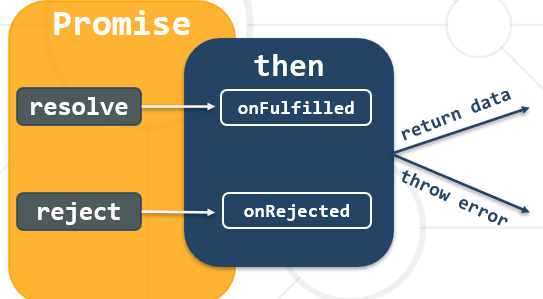 Promise
then
resolve
onFulfilled
return data
throw error
reject
onRejected